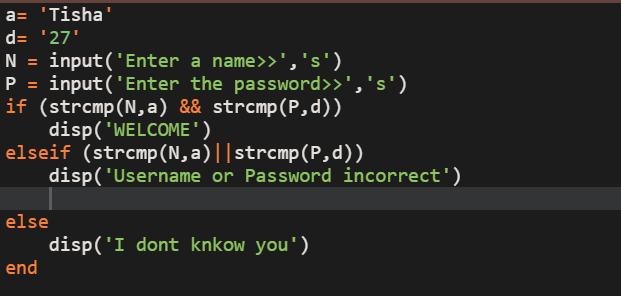 a= 'Tisha'
d= '27'
N = input('Enter a name>>','s')
P = input('Enter the password>>','s')
if (strcmp(N,a) && strcmp(P,d))
    disp('WELCOME')
elseif (strcmp(N,a)||strcmp(P,d))
    disp('Username or Password incorrect')
else
    disp('I dont knkow you')
end